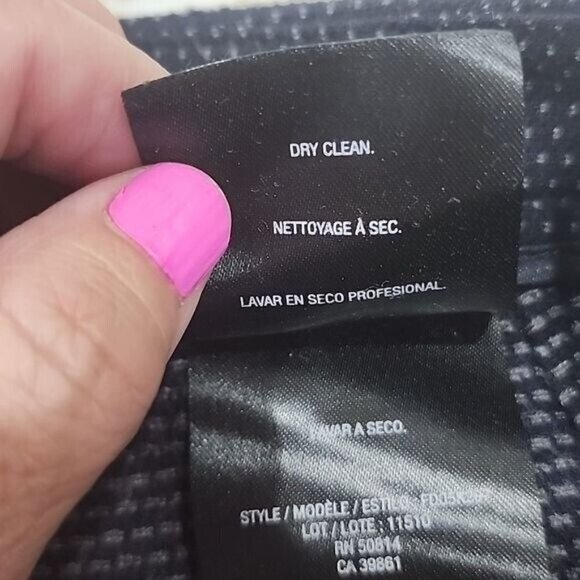 DRY CLEAN.
NETTOYAGE À SEC.
LAVAR EN SECO PROFESIONAL.
A SECO.
STYLE / MODÈLE / ESTILO:
LOT / LOTE: 11510
RN 50814
CA 39861